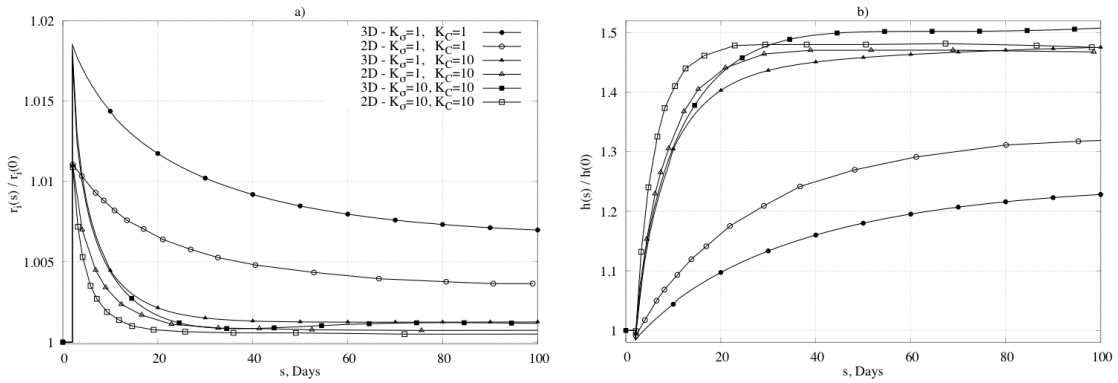 a)
1.02
1.015
1.01
1.005
1
r_i(s) / r_i(0)
3D - K_σ=1, K_C=1
2D - K_σ=1, K_C=1
3D - K_σ=1, K_C=10
2D - K_σ=1, K_C=10
3D - K_σ=10, K_C=10
2D - K_σ=10, K_C=10
0 20 40 60 80 100
s, Days
b)
1.5
1.4
1.3
1.2
1.1
1
h(s) / h(0)
0 20 40 60 80 100
s, Days